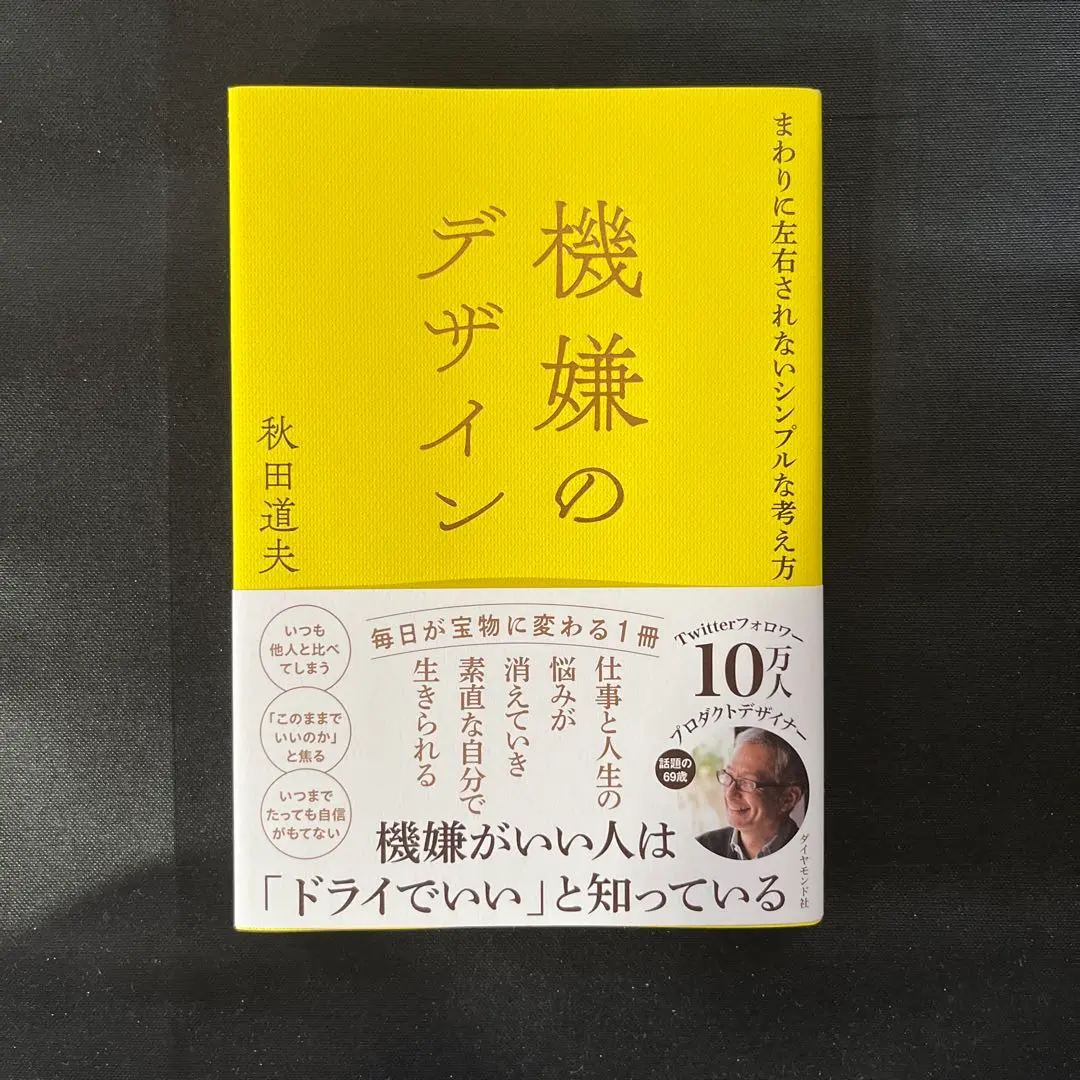 まわりに左右されないシンプルな考え方
機嫌の
デザイン
秋田道夫
毎日が宝物に変わる1冊
Twitterフォロワー
10万人
プロダクトデザイナー
話題の
69歳
仕事と人生の
悩みが
消えていき
素直な自分で
生きられる
いつも
他人と比べ
てしまう
「このままで
いいのか」
と焦る
いつまで
たっても自信
がもてない
機嫌がいい人は
「ドライでいい」と知っている
ダイヤモンド社